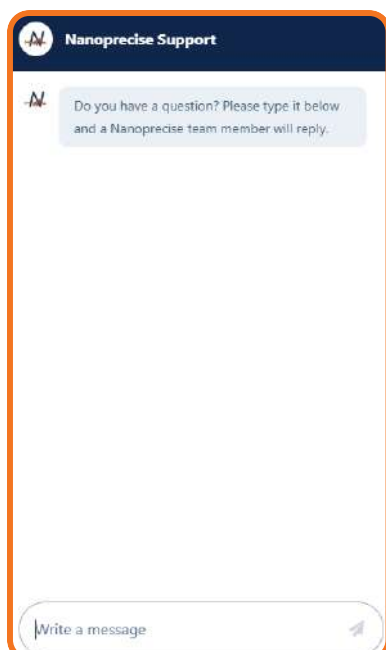 Nanoprecise Support
Do you have a question? Please type it below
and a Nanoprecise team member will reply.
Write a message